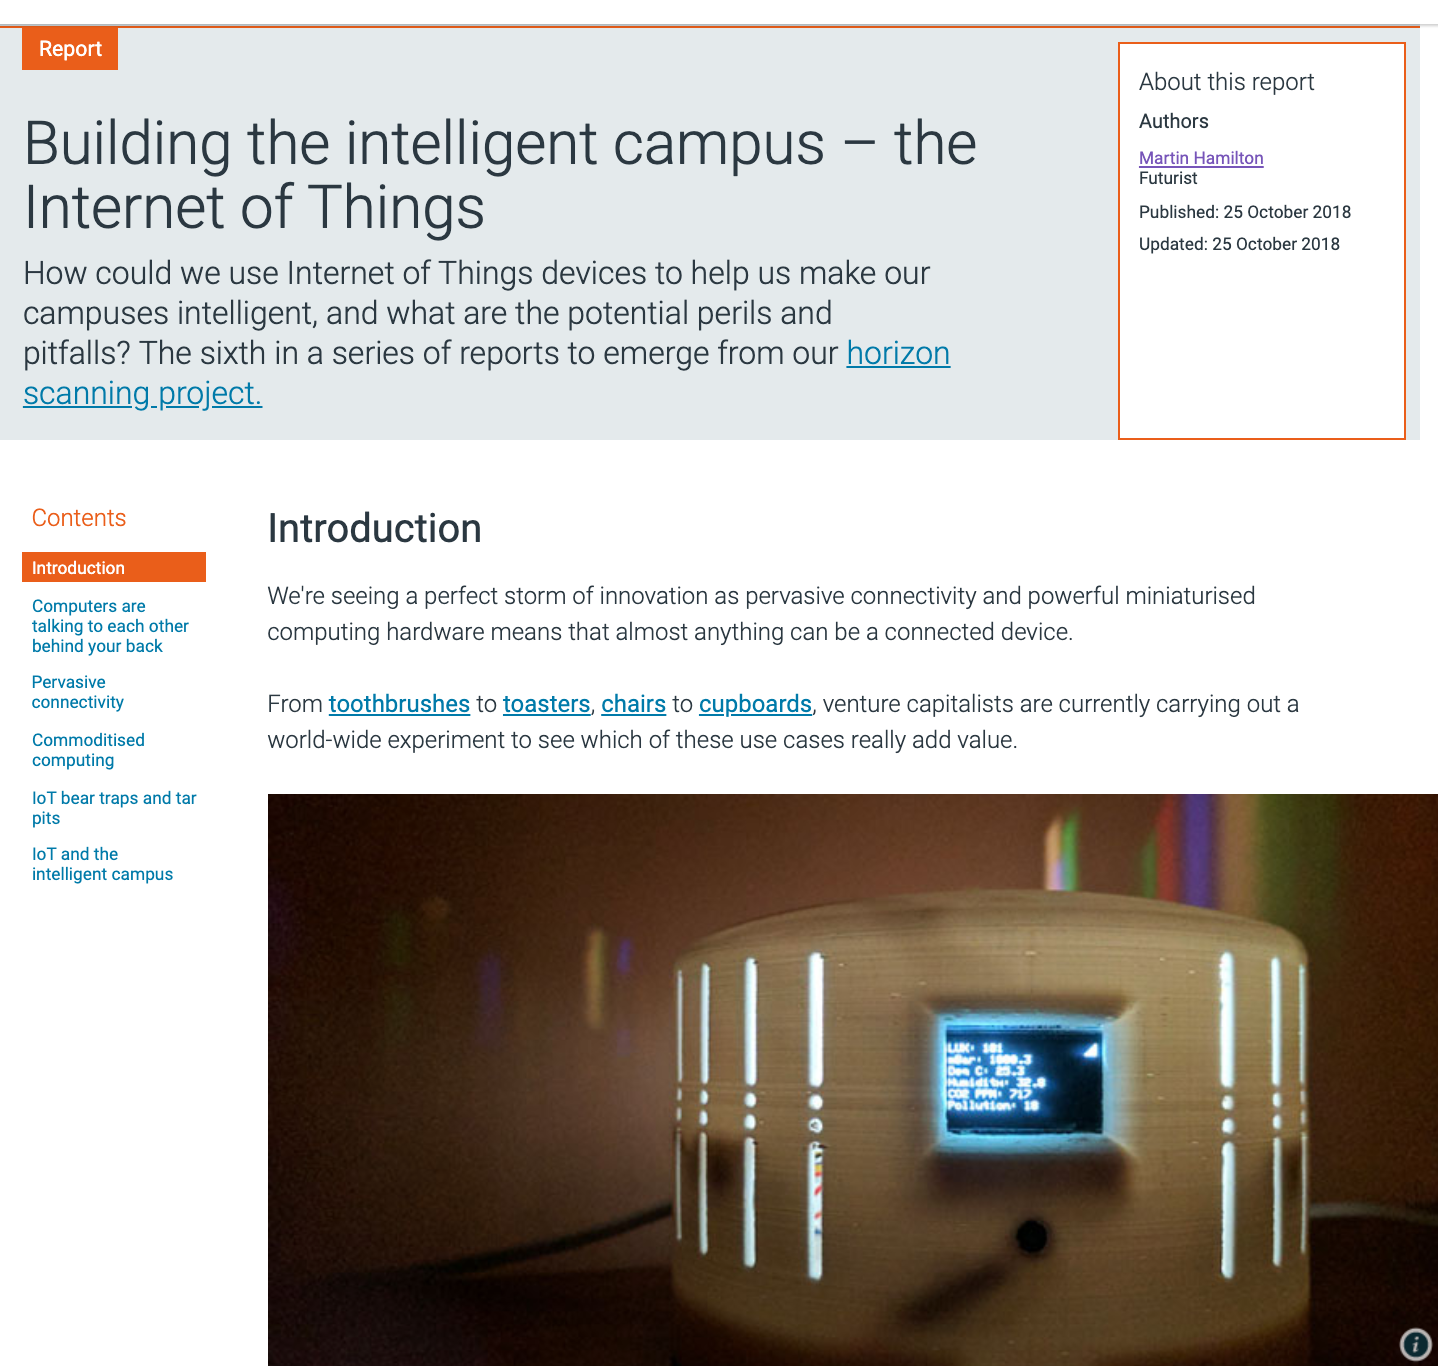 Report
Building the intelligent campus – the
Internet of Things
How could we use Internet of Things devices to help us make our
campuses intelligent, and what are the potential perils and
pitfalls? The sixth in a series of reports to emerge from our horizon
scanning project.
About this report
Authors
Martin Hamilton
Futurist
Published: 25 October 2018
Updated: 25 October 2018
Contents
Introduction
Computers are
talking to each other
behind your back
Pervasive
connectivity
Commoditised
computing
IoT bear traps and tar
pits
IoT and the
intelligent campus
Introduction
We're seeing a perfect storm of innovation as pervasive connectivity and powerful miniaturised
computing hardware means that almost anything can be a connected device.
From toothbrushes to toasters, chairs to cupboards, venture capitalists are currently carrying out a
world-wide experiment to see which of these use cases really add value.
LUX: 101
mBar: 1000.3
Deg C: 25.3
Humidity: 32.0
CO2 PPM: 717
Pollution: 18
i